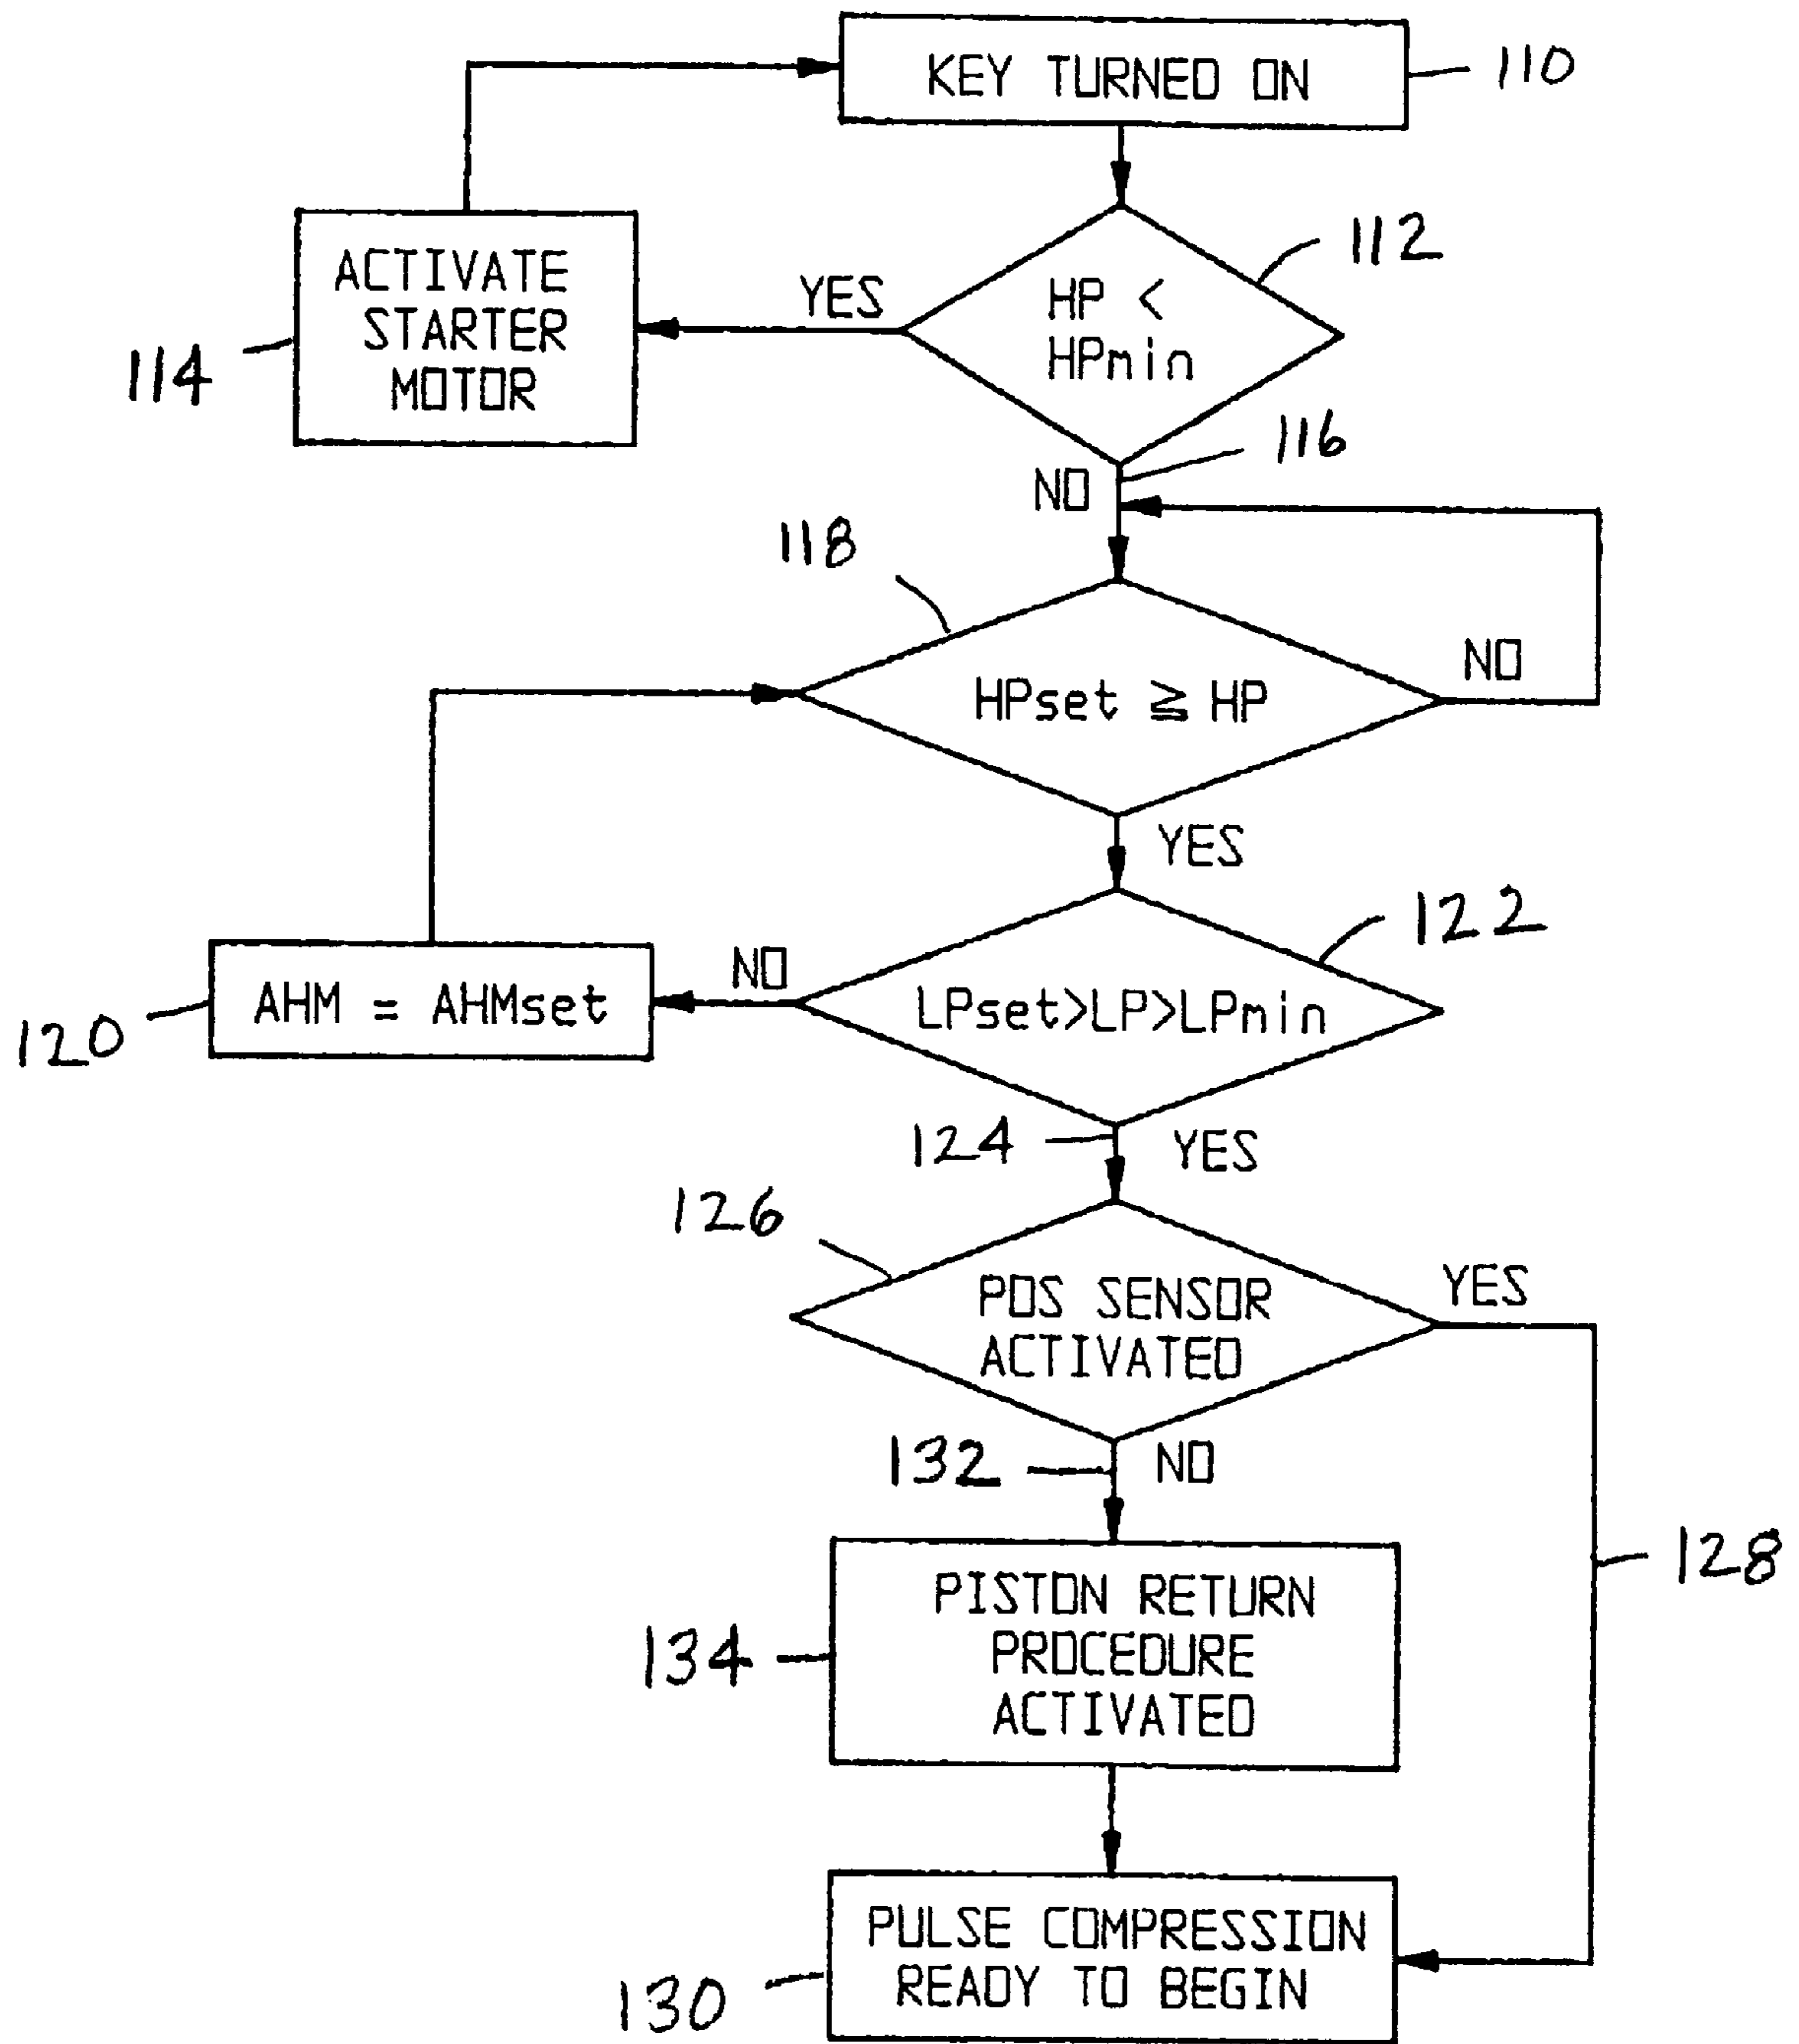 KEY TURNED ON
110
112
HP <
HPmin
YES
ACTIVATE
STARTER
MOTOR
114
116
NO
118
HPset ≧ HP
NO
YES
122
LPset>LP>LPmin
NO
AHM = AHMset
120
124
YES
126
POS SENSOR
ACTIVATED
YES
132
NO
128
PISTON RETURN
PROCEDURE
ACTIVATED
134
PULSE COMPRESSION
READY TO BEGIN
130